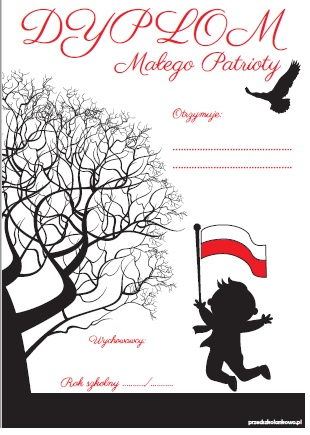 DYPLOM
Małego Patrioty
Otrzymuje:
..............................
..............................
Wychowawcy:
Rok szkolny ........../..........
przedszkolankowo.pl